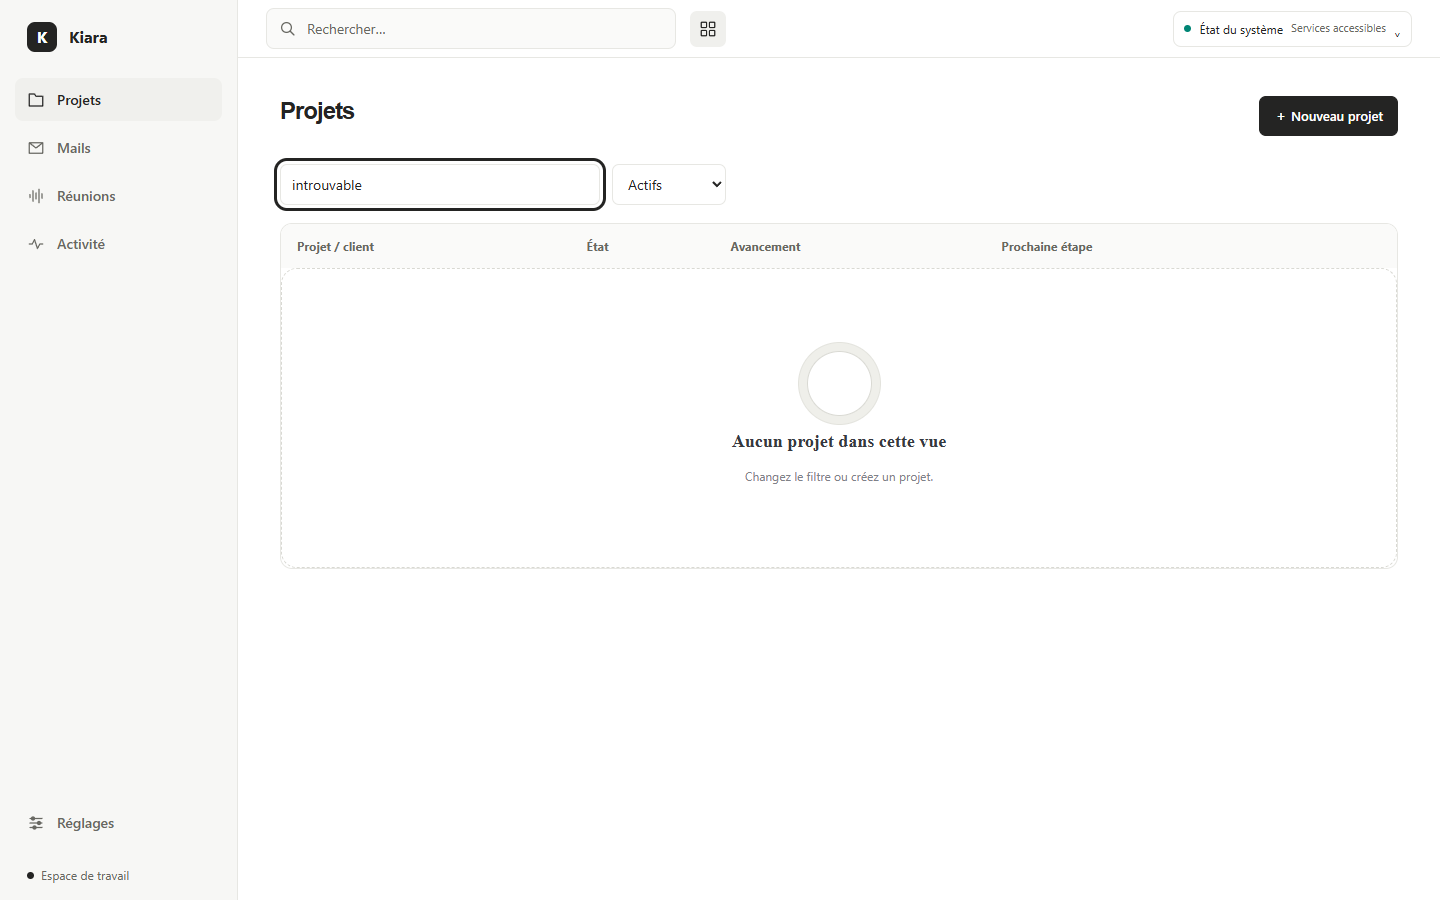 K Kiara
Rechercher...
État du système Services accessibles
Projets
Mails
Réunions
Activité
Réglages
Espace de travail
Projets
+ Nouveau projet
introuvable
Actifs
Projet / client État Avancement Prochaine étape
Aucun projet dans cette vue
Changez le filtre ou créez un projet.